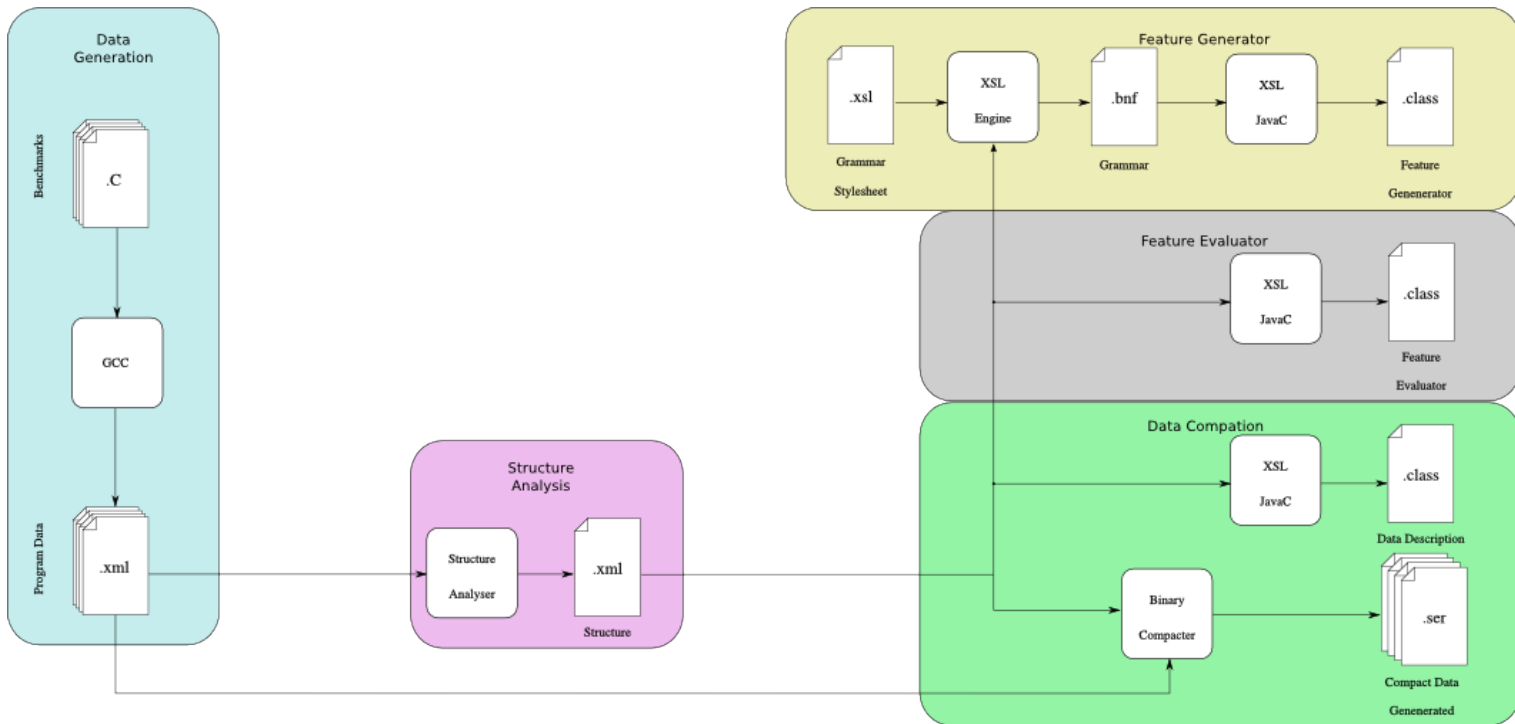 Data
Generation
Benchmarks
.C
GCC
Program Data
.xml
Structure
Analysis
Structure
Analyser
.xml
Structure
Feature Generator
.xsl
Grammar
Stylesheet
XSL
Engine
.bnf
Grammar
XSL
JavaC
.class
Feature
Genenerator
Feature Evaluator
XSL
JavaC
.class
Feature
Evaluator
Data Compation
XSL
JavaC
.class
Data Description
Binary
Compacter
.ser
Compact Data
Genenerated